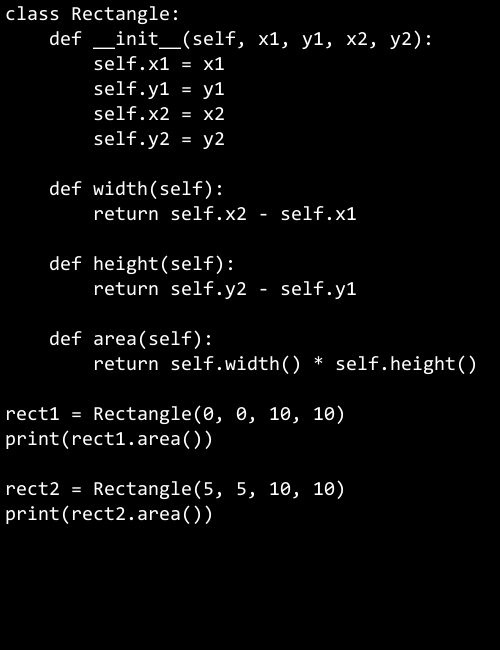 class Rectangle:
    def __init__(self, x1, y1, x2, y2):
        self.x1 = x1
        self.y1 = y1
        self.x2 = x2
        self.y2 = y2

    def width(self):
        return self.x2 - self.x1

    def height(self):
        return self.y2 - self.y1

    def area(self):
        return self.width() * self.height()

rect1 = Rectangle(0, 0, 10, 10)
print(rect1.area())

rect2 = Rectangle(5, 5, 10, 10)
print(rect2.area())